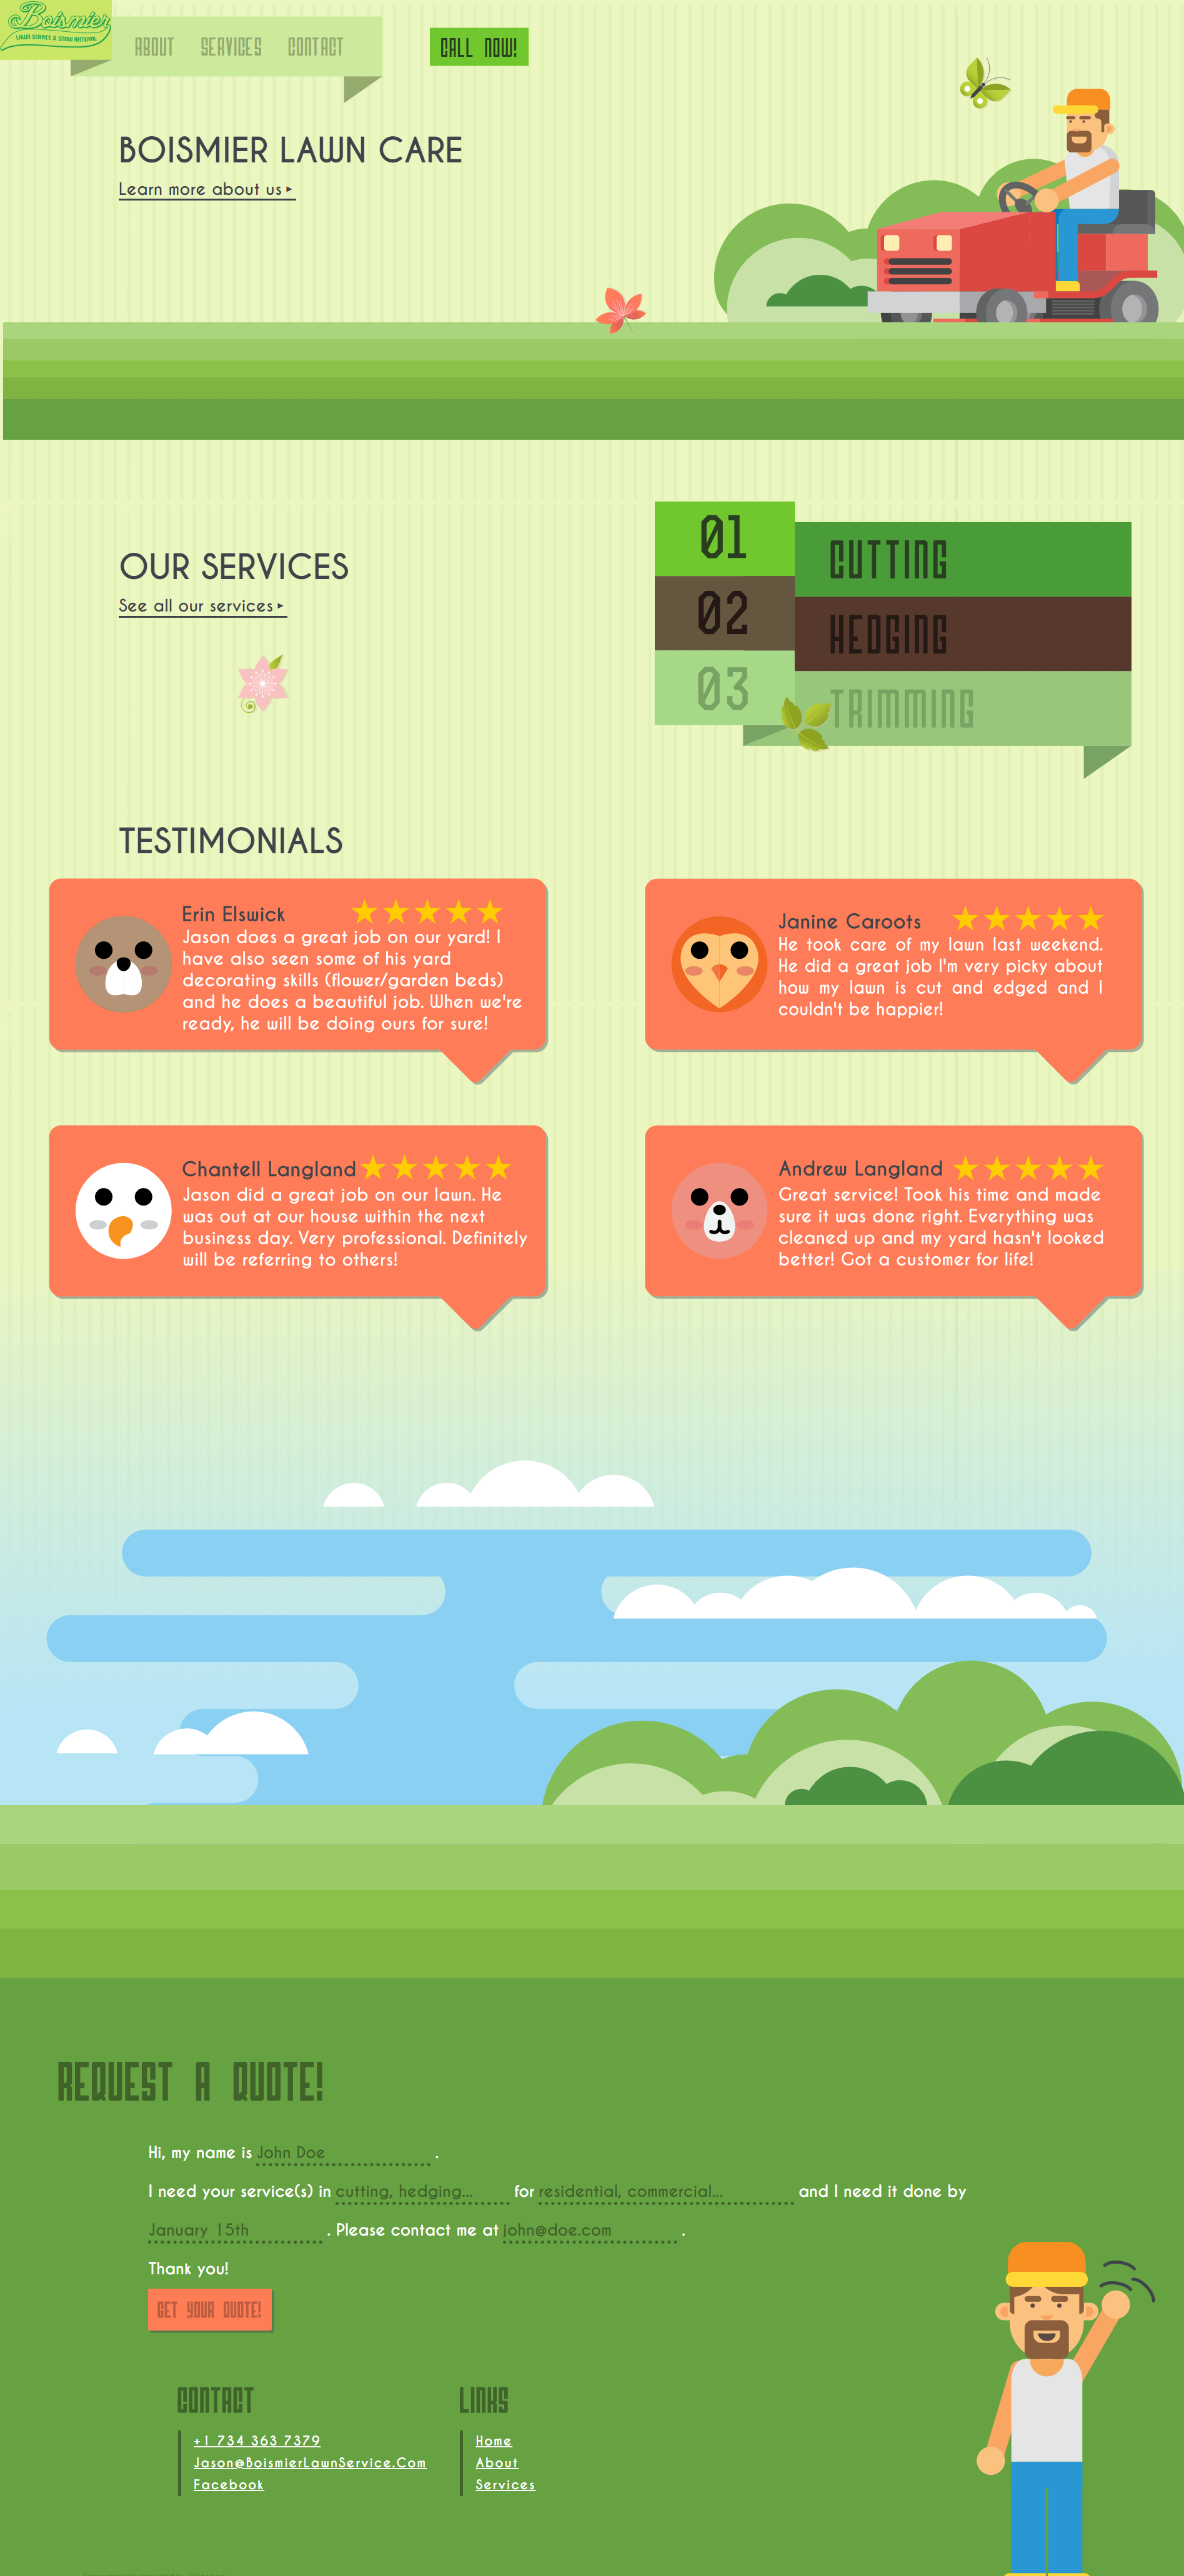 Boismier
LAWN SERVICE & SNOW REMOVAL
ABOUT SERVICES CONTACT
CALL NOW!
BOISMIER LAWN CARE
Learn more about us
OUR SERVICES
See all our services
01 CUTTING
02 HEDGING
03 TRIMMING
TESTIMONIALS
Erin Elswick
Jason does a great job on our yard! I
have also seen some of his yard
decorating skills (flower/garden beds)
and he does a beautiful job. When we're
ready, he will be doing ours for sure!
Janine Caroots
He took care of my lawn last weekend.
He did a great job I'm very picky about
how my lawn is cut and edged and I
couldn't be happier!
Chantell Langland
Jason did a great job on our lawn. He
was out at our house within the next
business day. Very professional. Definitely
will be referring to others!
Andrew Langland
Great service! Took his time and made
sure it was done right. Everything was
cleaned up and my yard hasn't looked
better! Got a customer for life!
REQUEST A QUOTE!
Hi, my name is John Doe .
I need your service(s) in cutting, hedging... for residential, commercial... and I need it done by
January 15th . Please contact me at john@doe.com .
Thank you!
GET YOUR QUOTE!
CONTACT
+1 734 363 7379
Jason@BoismierLawnService.Com
Facebook
LINKS
Home
About
Services